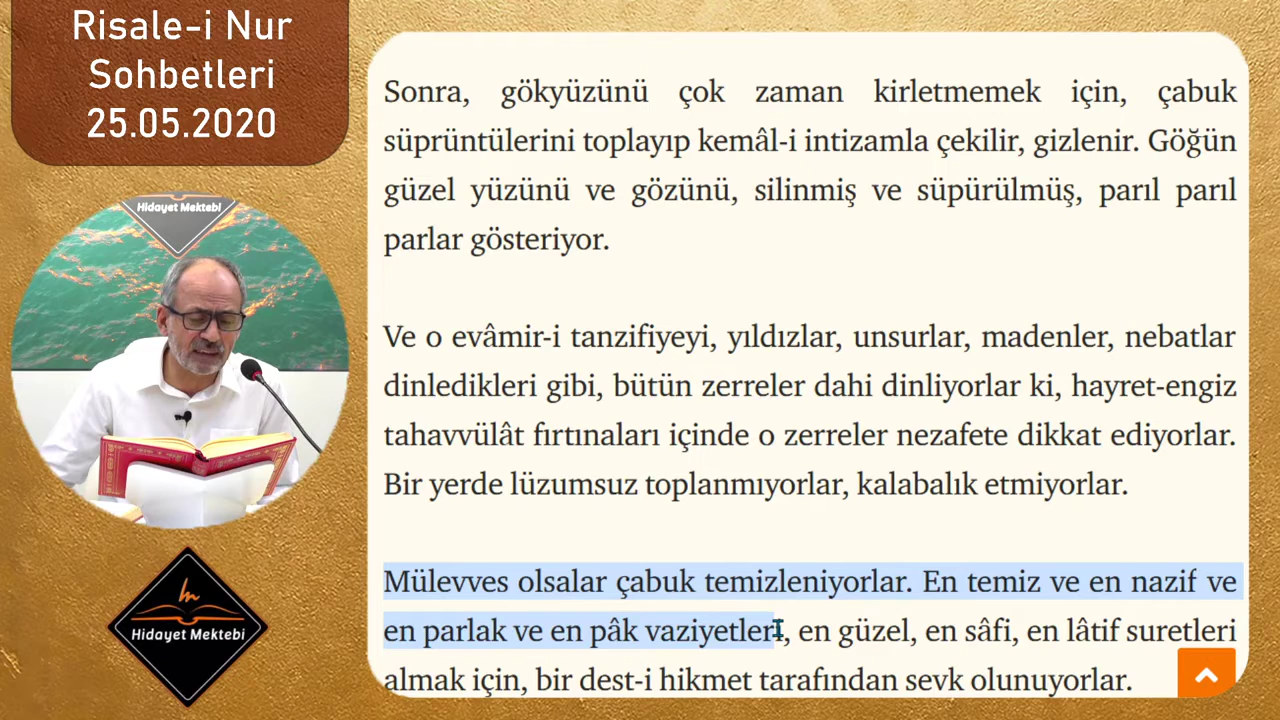 Risale-i Nur
Sohbetleri
25.05.2020
Hidayet Mektebi
Hidayet Mektebi
Sonra, gökyüzünü çok zaman kirletmemek için, çabuk
süprüntülerini toplayıp kemâl-i intizamla çekilir, gizlenir. Göğün
güzel yüzünü ve gözünü, silinmiş ve süpürülmüş, parıl parıl
parlar gösteriyor.
Ve o evâmir-i tanzifiyeyi, yıldızlar, unsurlar, madenler, nebatlar
dinledikleri gibi, bütün zerreler dahi dinliyorlar ki, hayret-engiz
tahavvülât fırtınaları içinde o zerreler nezafete dikkat ediyorlar.
Bir yerde lüzumsuz toplanmıyorlar, kalabalık etmiyorlar.
Mülevves olsalar çabuk temizleniyorlar. En temiz ve en nazif ve
en parlak ve en pâk vaziyetleri, en güzel, en sâfi, en lâtif suretleri
almak için, bir dest-i hikmet tarafından sevk olunuyorlar.